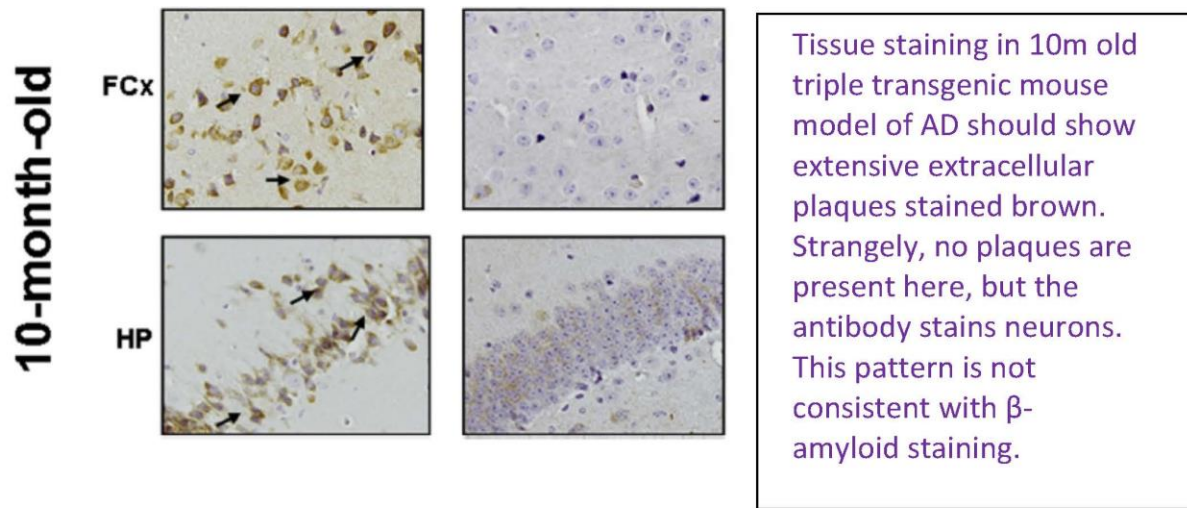 10-month-old
FCx
HP
Tissue staining in 10m old
triple transgenic mouse
model of AD should show
extensive extracellular
plaques stained brown.
Strangely, no plaques are
present here, but the
antibody stains neurons.
This pattern is not
consistent with β-
amyloid staining.